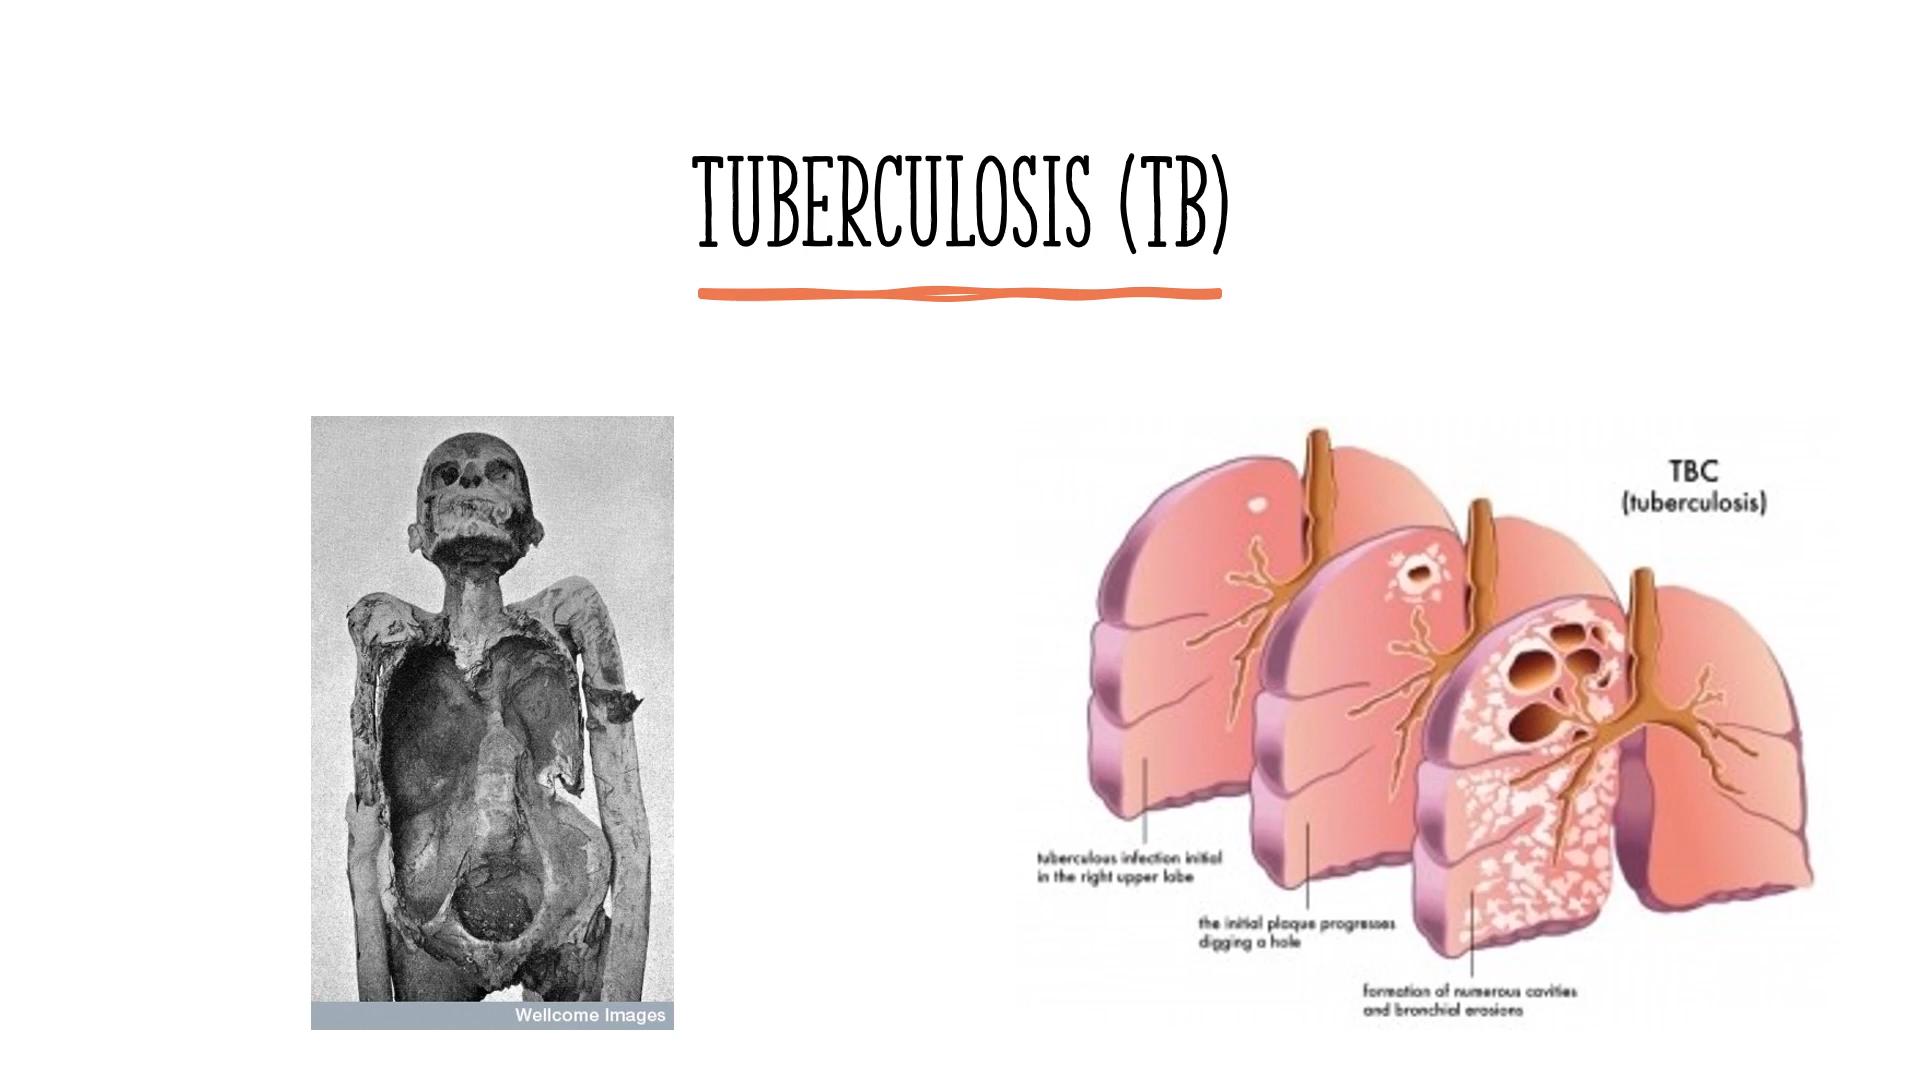 TUBERCULOSIS (TB)
Wellcome Images
TBC
(tuberculosis)
tuberculous infection initial
in the right upper lobe
the initial plaque progresses
digging a hole
formation of numerous cavities
and bronchial erosions